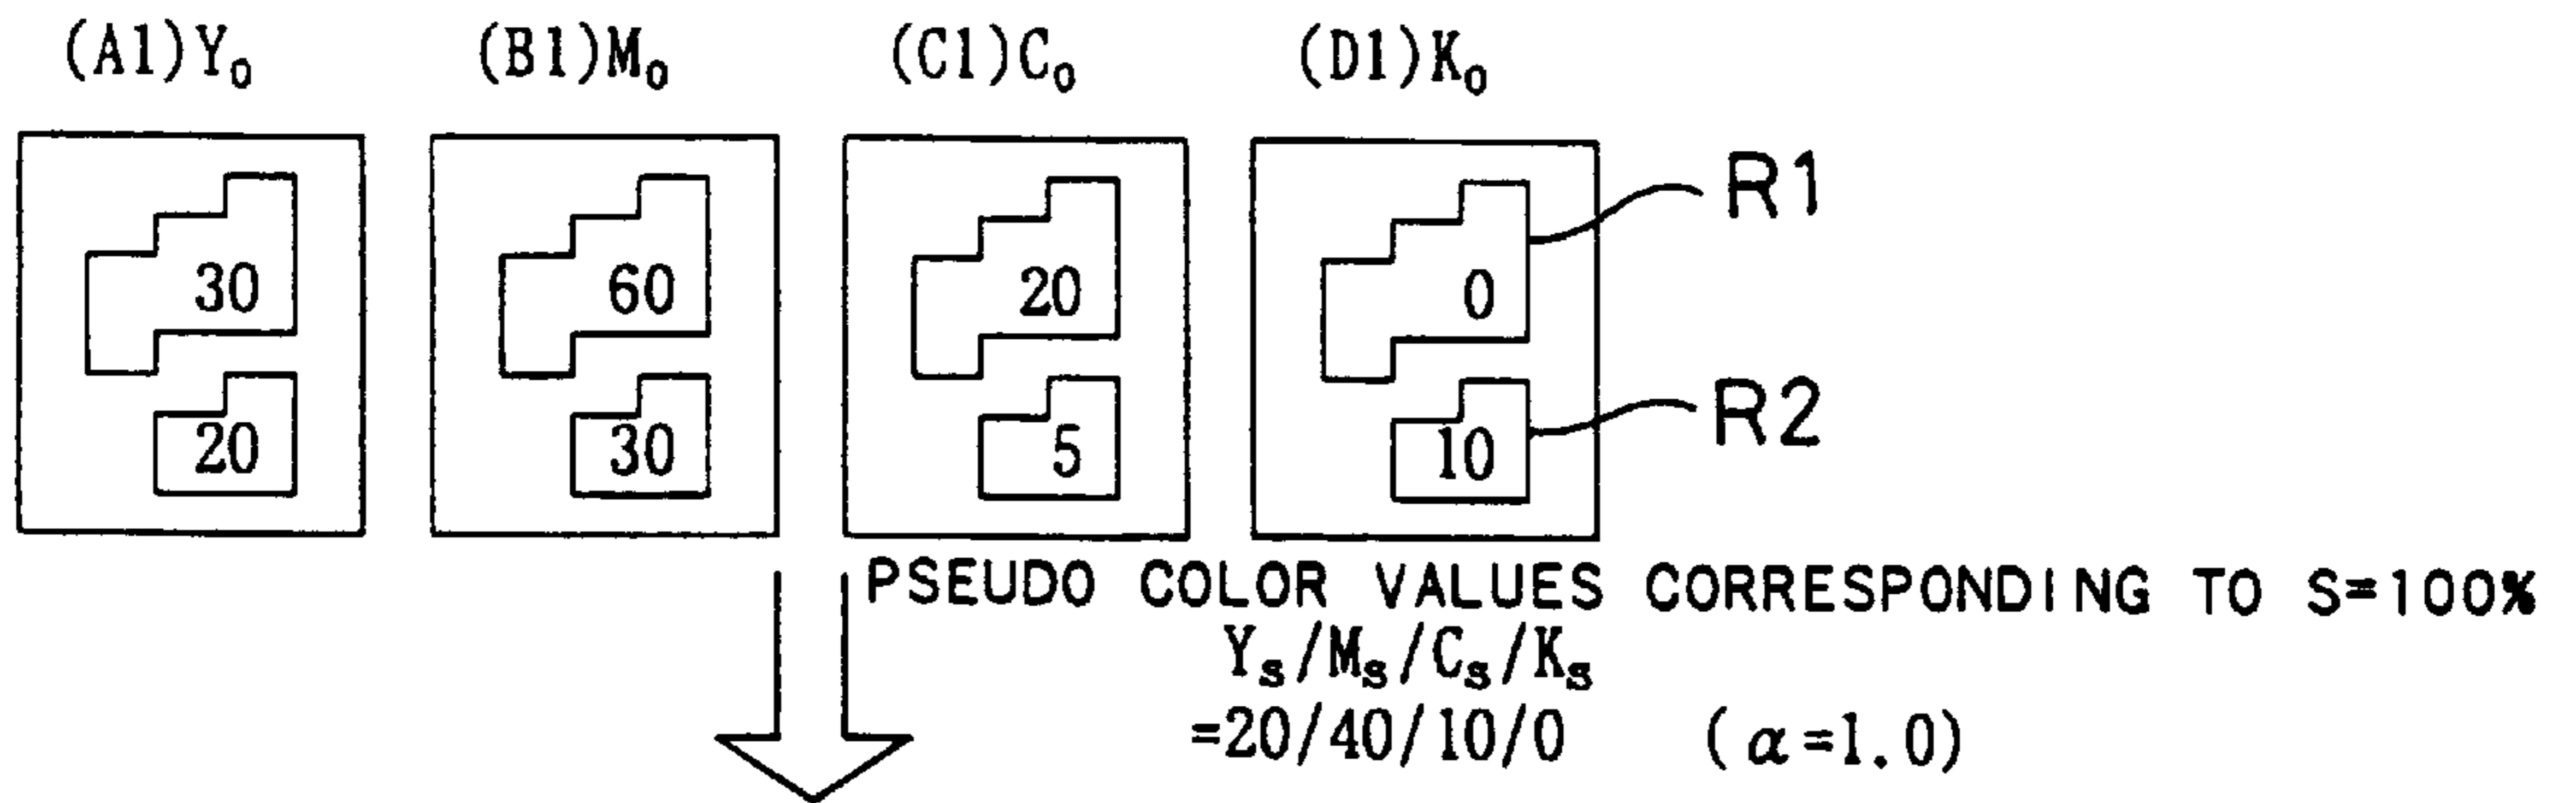 (A1)Y₀ (B1)M₀ (C1)C₀ (D1)K₀
30 60 20 0 R1
20 30 5 10 R2
PSEUDO COLOR VALUES CORRESPONDING TO S=100%
Yₛ/Mₛ/Cₛ/Kₛ
=20/40/10/0 (α=1.0)